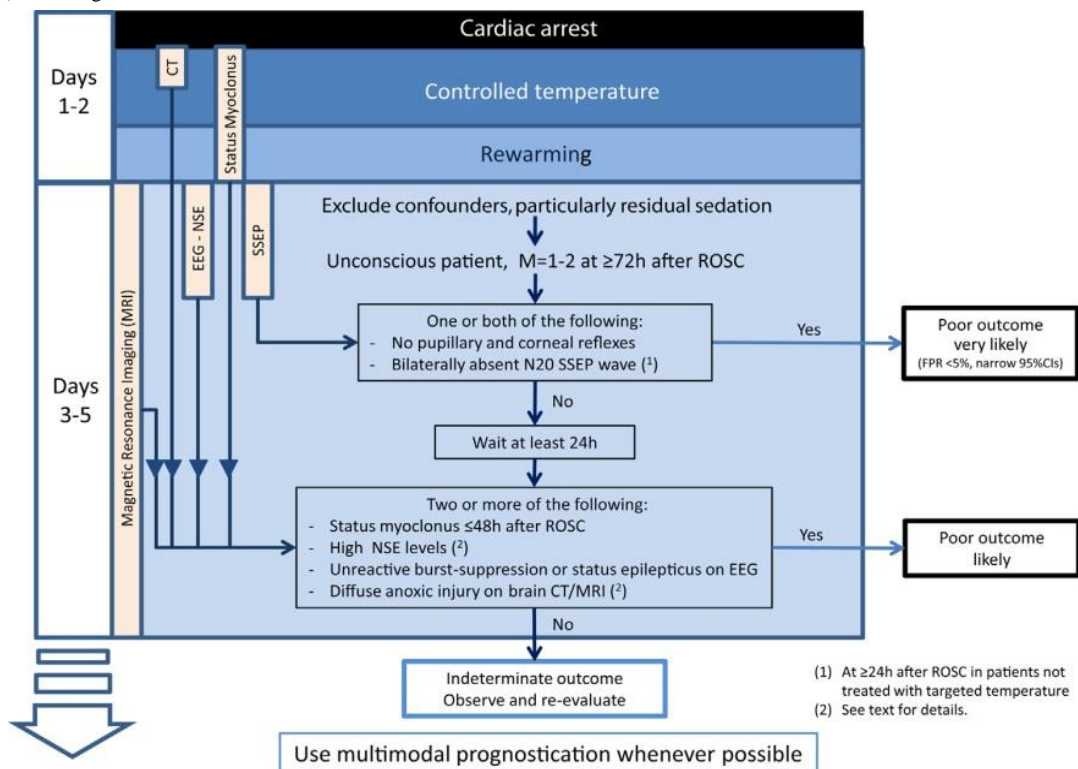 Cardiac arrest
Days
1-2
CT
Status Myoclonus
Controlled temperature
Rewarming
Days
3-5
Magnetic Resonance Imaging (MRI)
EEG - NSE
SSEP
Exclude confounders, particularly residual sedation
Unconscious patient, M=1-2 at ≥72h after ROSC
One or both of the following:
- No pupillary and corneal reflexes
- Bilaterally absent N20 SSEP wave (1)
Yes
Poor outcome
very likely
(FPR <5%, narrow 95%CIs)
No
Wait at least 24h
Two or more of the following:
- Status myoclonus ≤48h after ROSC
- High NSE levels (2)
- Unreactive burst-suppression or status epilepticus on EEG
- Diffuse anoxic injury on brain CT/MRI (2)
Yes
Poor outcome
likely
No
Indeterminate outcome
Observe and re-evaluate
(1) At ≥24h after ROSC in patients not
treated with targeted temperature
(2) See text for details.
Use multimodal prognostication whenever possible